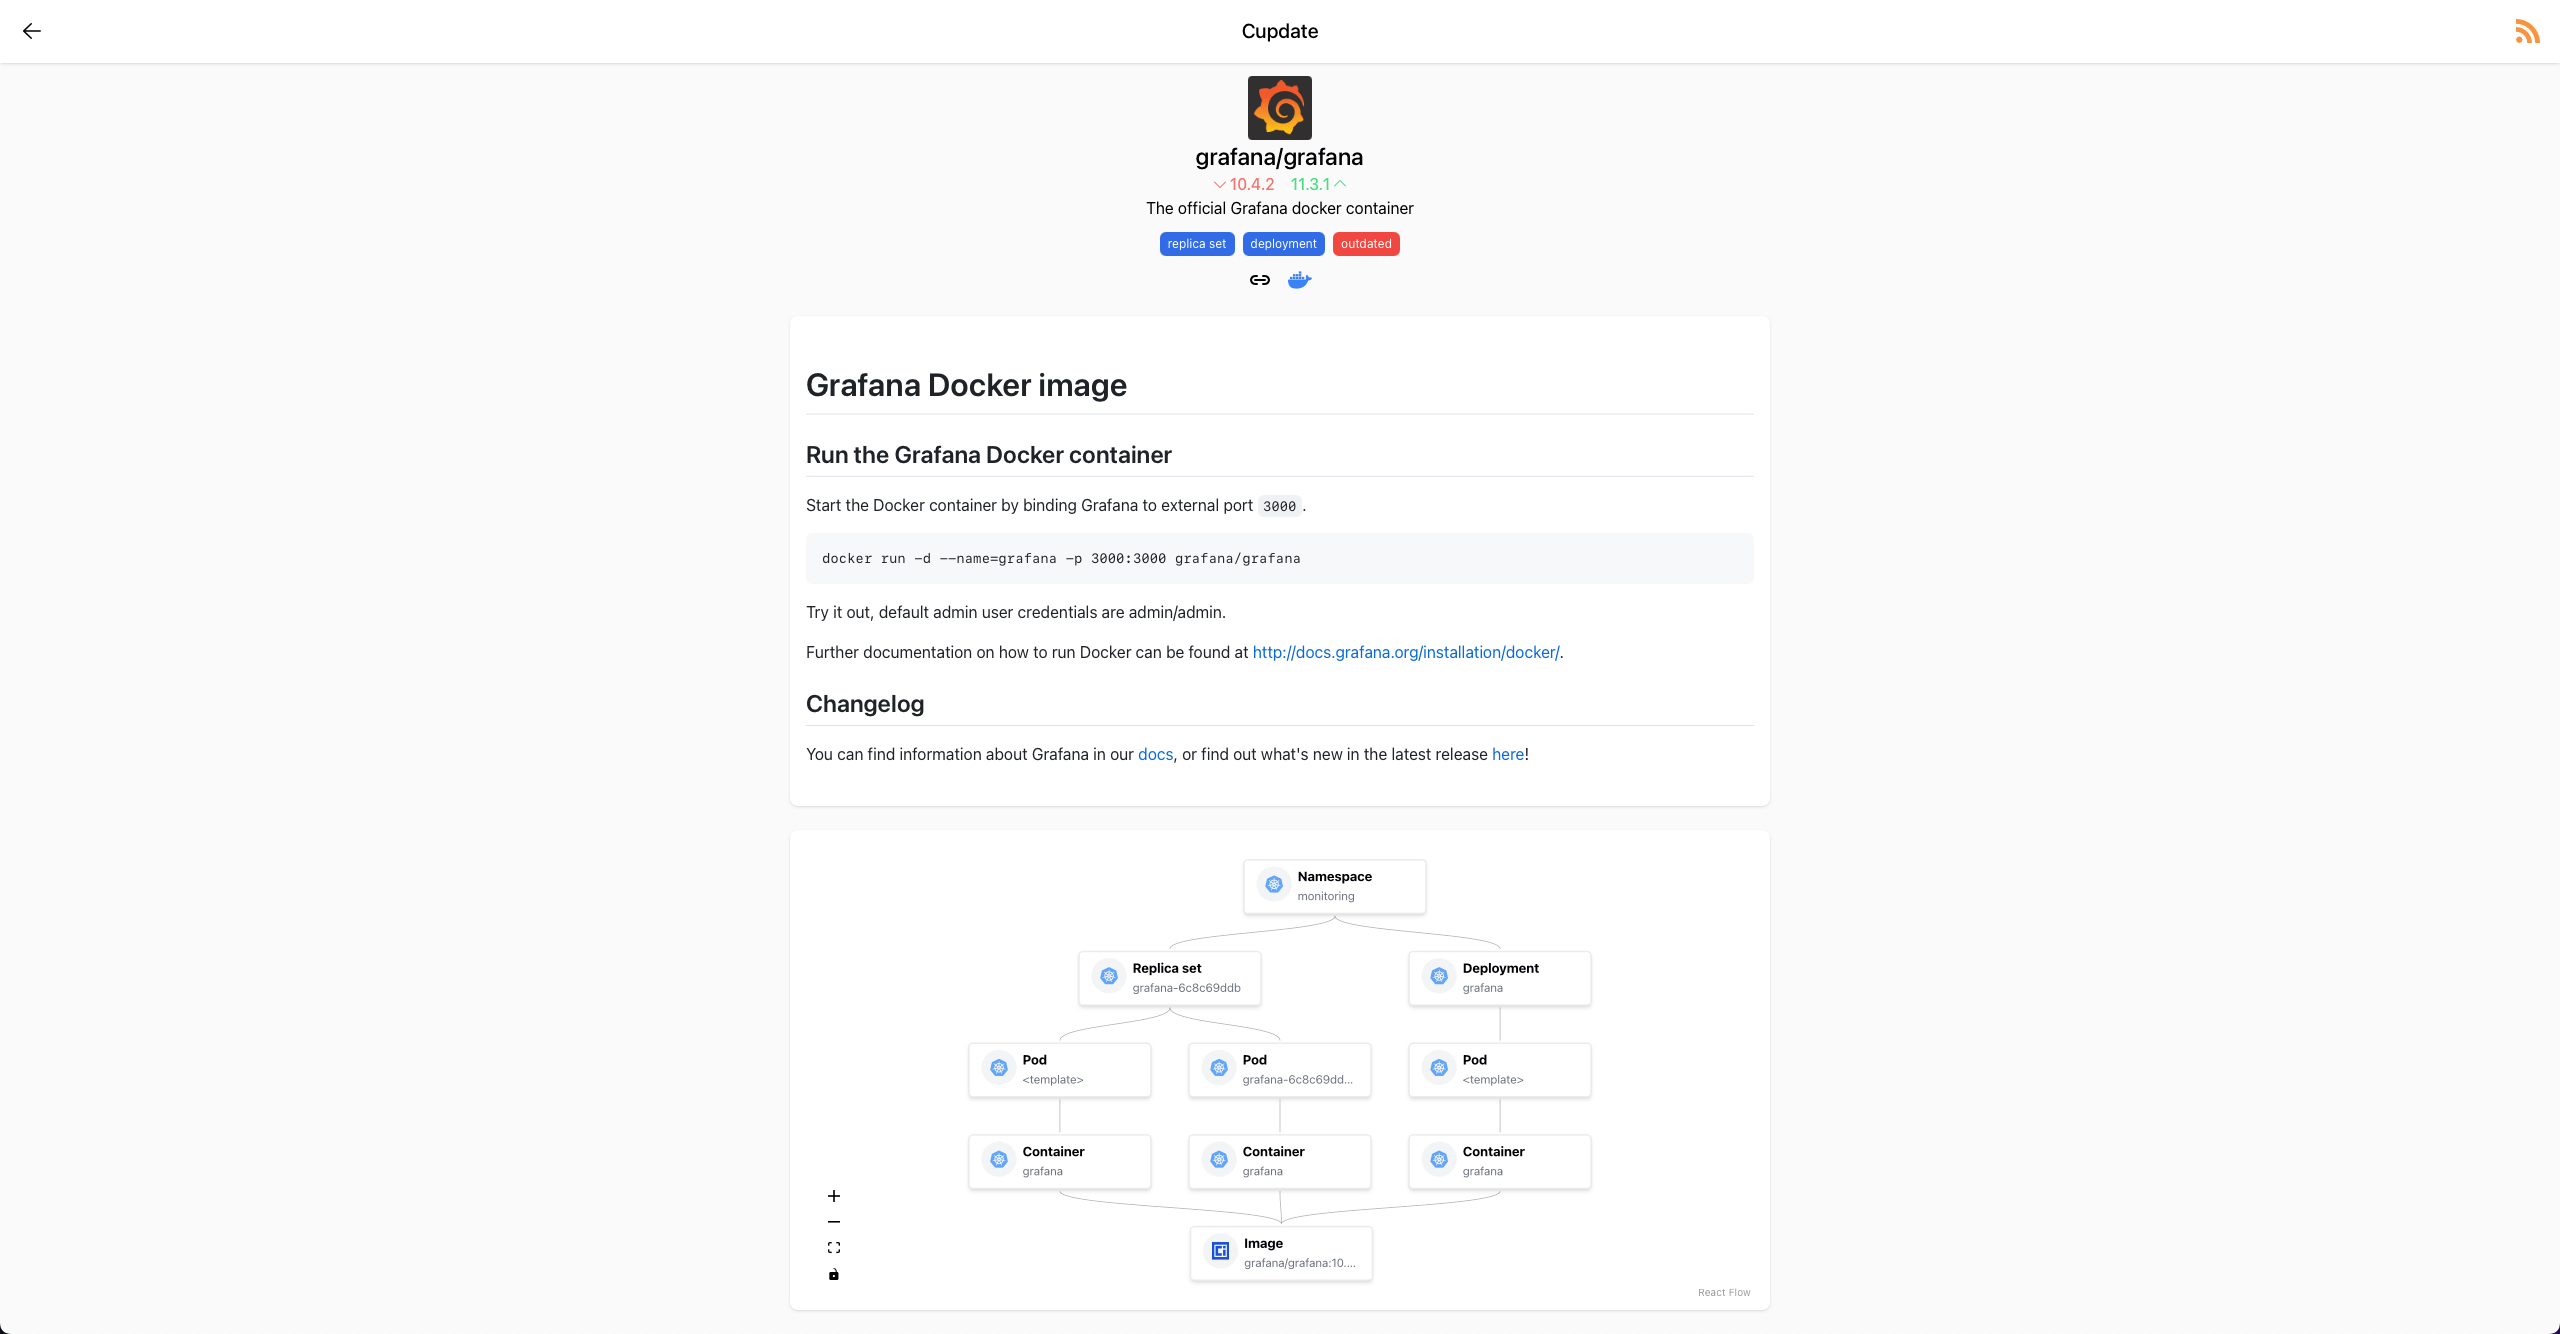 Cupdate
grafana/grafana
10.4.2 11.3.1
The official Grafana docker container
replica set deployment outdated
Grafana Docker image
Run the Grafana Docker container
Start the Docker container by binding Grafana to external port 3000.
docker run -d --name=grafana -p 3000:3000 grafana/grafana
Try it out, default admin user credentials are admin/admin.
Further documentation on how to run Docker can be found at http://docs.grafana.org/installation/docker/.
Changelog
You can find information about Grafana in our docs, or find out what's new in the latest release here!
Namespace
monitoring
Replica set
grafana-6c8c69ddb
Deployment
grafana
Pod
<template>
Pod
grafana-6c8c69dd...
Pod
<template>
Container
grafana
Container
grafana
Container
grafana
Image
grafana/grafana:10....
React Flow